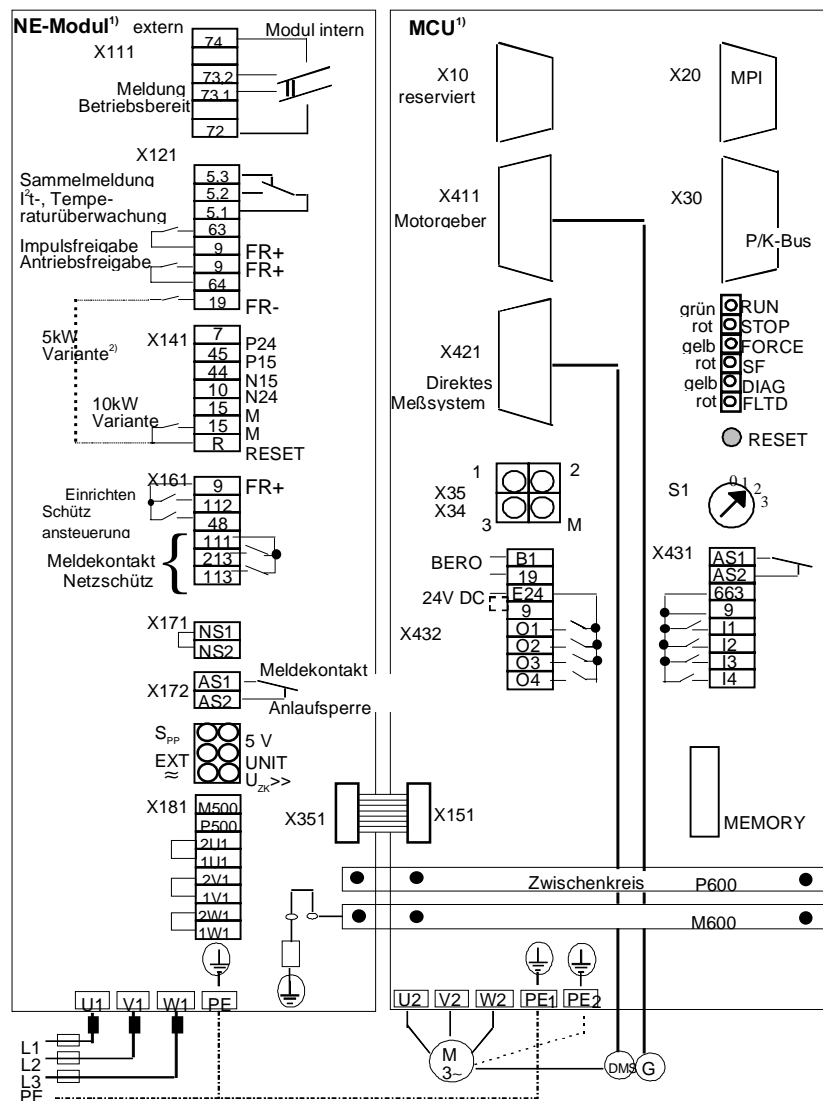 NE-Modul1) extern
X111
74
Modul intern
73.2
73.1
72
Meldung
Betriebsbereit
X121
Sammelmeldung
I2t-, Tempe-
raturüberwachung
5.3
5.2
5.1
63
9 FR+
9 FR+
64
19 FR-
Impulsfreigabe
Antriebsfreigabe
5kW
Variante2)
X141
7 P24
45 P15
44 N15
10 N24
15 M
15 M
R RESET
10kW
Variante
X161
9 FR+
112
48
111
213
113
Einrichten
Schütz
ansteuerung
Meldekontakt
Netzschütz
X171
NS1
NS2
X172
AS1
AS2
Meldekontakt
Anlaufsperre
SPP 5 V
EXT UNIT
≈ UZK>>
X181
M500
P500
2U1
1U1
2V1
1V1
2W1
1W1
U1 V1 W1 PE
L1
L2
L3
PE
MCU1)
X10
reserviert
X20
MPI
X411
Motorgeber
X30
P/K-Bus
grün RUN
rot STOP
gelb FORCE
rot SF
gelb DIAG
rot FLTD
RESET
X421
Direktes
Meßsystem
1 2
X35
X34
3 M
S1
0 1 2 3
BERO
24V DC
X432
B1
19
E24
9
O1
O2
O3
O4
X431
AS1
AS2
663
9
I1
I2
I3
I4
X351 X151
MEMORY
Zwischenkreis P600
M600
U2 V2 W2 PE1 PE2
M
3~
DMS G